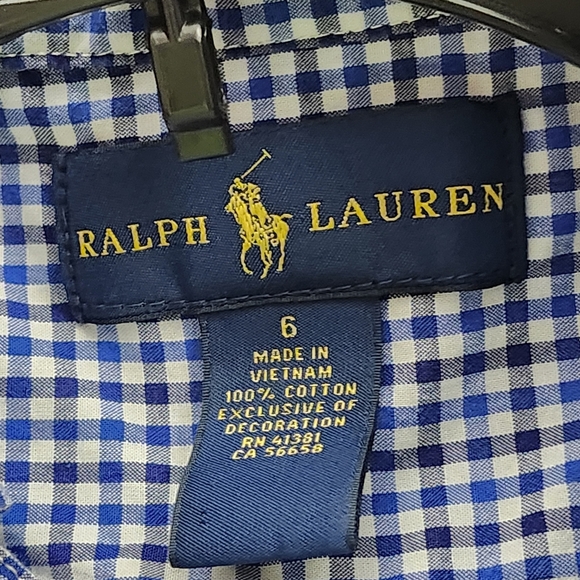 RALPH LAUREN
6
MADE IN
VIETNAM
100% COTTON
EXCLUSIVE OF
DECORATION
RN 41381
CA 56658